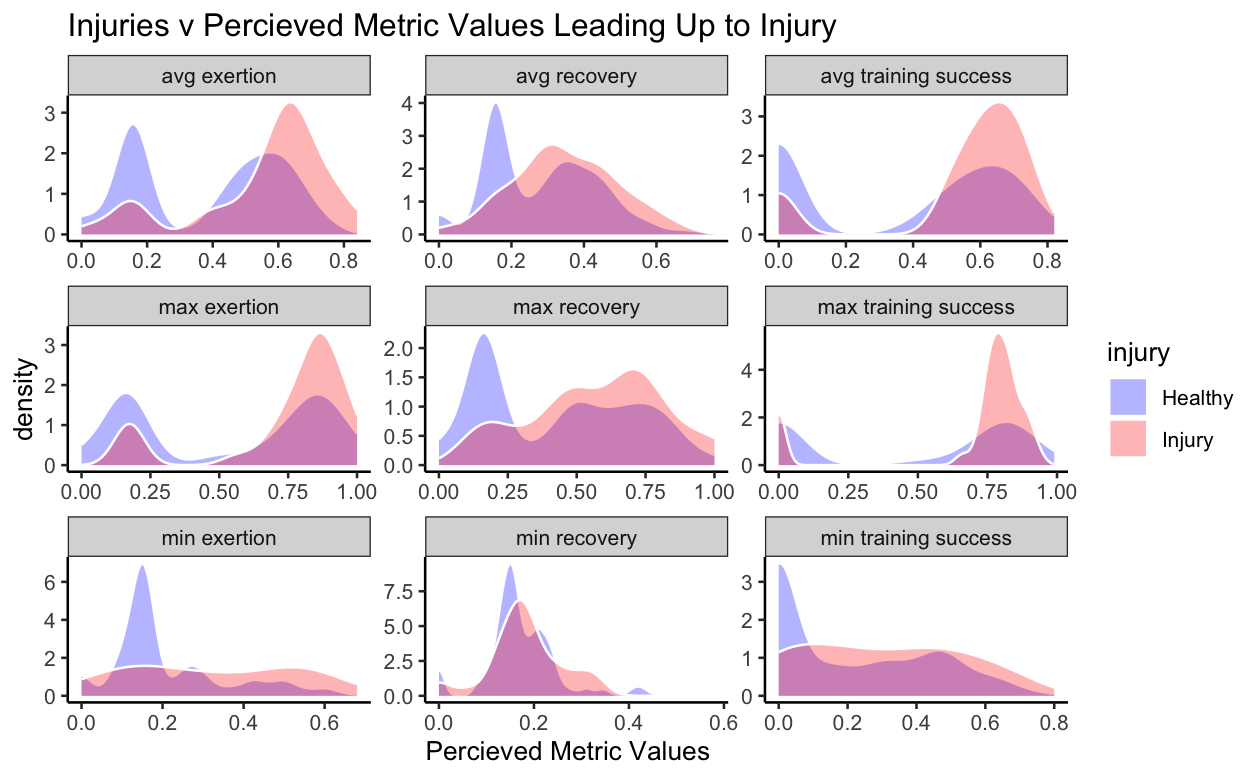 Injuries v Percieved Metric Values Leading Up to Injury
avg exertion
avg recovery
avg training success
3
2
1
0
4
3
2
1
0
3
2
1
0
0.0 0.2 0.4 0.6 0.8
0.0 0.2 0.4 0.6
0.0 0.2 0.4 0.6 0.8
max exertion
max recovery
max training success
3
2
1
0
2.0
1.5
1.0
0.5
0.0
4
2
0
0.00 0.25 0.50 0.75 1.00
0.00 0.25 0.50 0.75 1.00
0.00 0.25 0.50 0.75 1.00
min exertion
min recovery
min training success
6
4
2
0
7.5
5.0
2.5
0.0
3
2
1
0
0.0 0.2 0.4 0.6
0.0 0.2 0.4 0.6
0.0 0.2 0.4 0.6 0.8
density
Percieved Metric Values
injury
Healthy
Injury